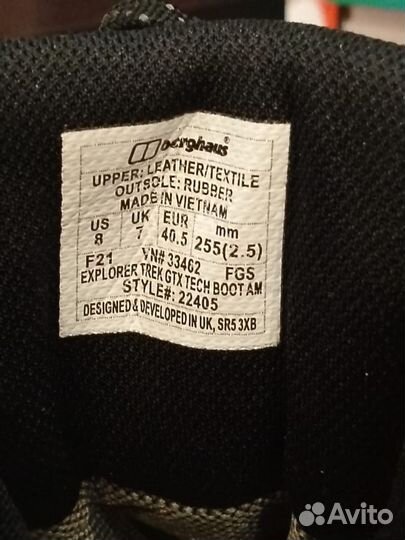 berghaus®
UPPER: LEATHER/TEXTILE
OUTSOLE: RUBBER
MADE IN VIETNAM
US UK EUR mm
8 7 40.5 255(2.5)
F21 VN# 33462 FGS
EXPLORER TREK GTX TECH BOOT AM
STYLE#: 22405
DESIGNED & DEVELOPED IN UK, SR5 3XB
Avito